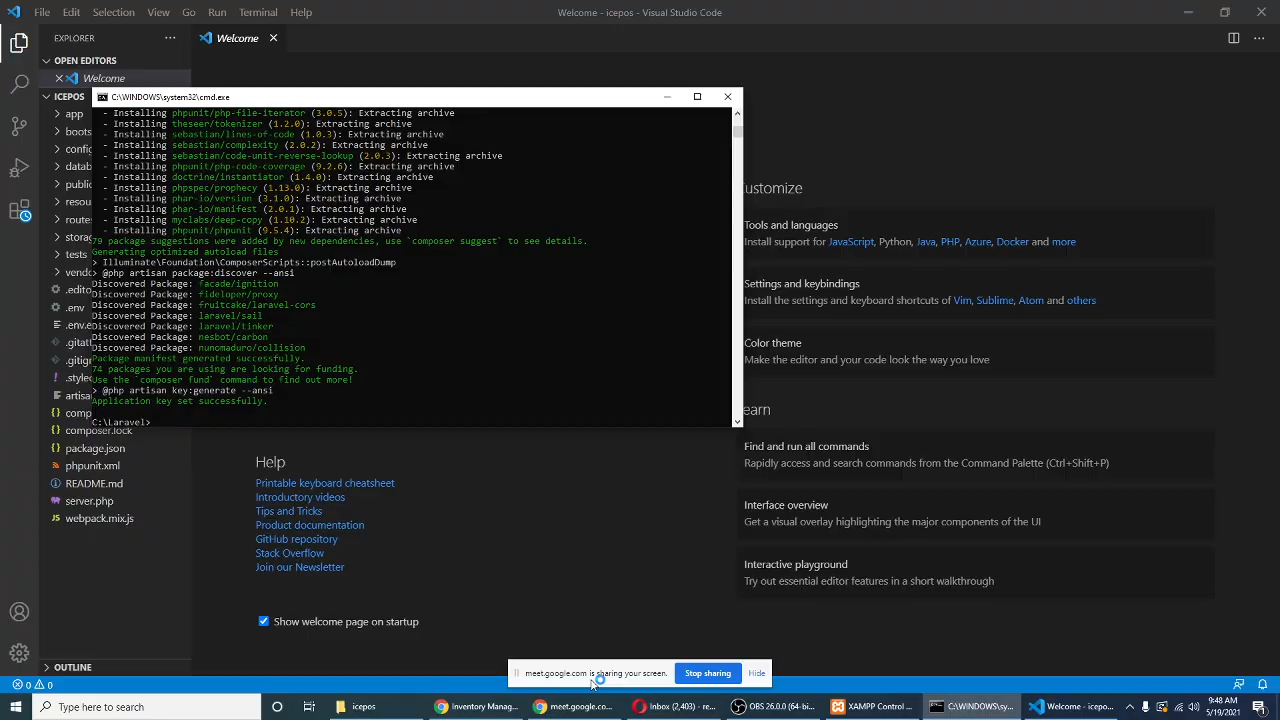 File Edit Selection View Go Run Terminal Help
Welcome - icepos - Visual Studio Code
EXPLORER
Welcome
OPEN EDITORS
Welcome
ICEPOS
app
C:\WINDOWS\system32\cmd.exe
- Installing phpunit/php-file-iterator (3.0.5): Extracting archive
- Installing theseer/tokenizer (1.2.0): Extracting archive
- Installing sebastian/lines-of-code (1.0.3): Extracting archive
- Installing sebastian/complexity (2.0.2): Extracting archive
- Installing sebastian/code-unit-reverse-lookup (2.0.3): Extracting archive
- Installing phpunit/php-code-coverage (9.2.6): Extracting archive
- Installing doctrine/instantiator (1.4.0): Extracting archive
- Installing phpspec/prophecy (1.13.0): Extracting archive
- Installing phar-io/version (3.1.0): Extracting archive
- Installing phar-io/manifest (2.0.1): Extracting archive
- Installing myclabs/deep-copy (1.10.2): Extracting archive
- Installing phpunit/phpunit (9.5.4): Extracting archive
79 package suggestions were added by new dependencies, use `composer suggest` to see details.
Generating optimized autoload files
> Illuminate\Foundation\ComposerScripts::postAutoloadDump
> @php artisan package:discover --ansi
Discovered Package: facade/ignition
Discovered Package: fideloper/proxy
Discovered Package: fruitcake/laravel-cors
Discovered Package: laravel/sail
Discovered Package: laravel/tinker
Discovered Package: nesbot/carbon
Discovered Package: nunomaduro/collision
Package manifest generated successfully.
74 packages you are using are looking for funding.
Use the `composer fund` command to find out more!
> @php artisan key:generate --ansi
Application key set successfully.
C:\Laravel>
boots
config
datab
public
resou
routes
storag
tests
vendo
.edito
.env.e
.gitatt
.gitign
.stylec
artisan
comp
composer.lock
package.json
phpunit.xml
README.md
server.php
webpack.mix.js
OUTLINE
ustomize
Tools and languages
Install support for JavaScript, Python, Java, PHP, Azure, Docker and more
Settings and keybindings
Install the settings and keyboard shortcuts of Vim, Sublime, Atom and others
Color theme
Make the editor and your code look the way you love
earn
Find and run all commands
Rapidly access and search commands from the Command Palette (Ctrl+Shift+P)
Interface overview
Get a visual overlay highlighting the major components of the UI
Interactive playground
Try out essential editor features in a short walkthrough
Help
Printable keyboard cheatsheet
Introductory videos
Tips and Tricks
Product documentation
GitHub repository
Stack Overflow
Join our Newsletter
Show welcome page on startup
meet.google.com is sharing your screen.
Stop sharing
Hide
0 0
Type here to search
icepos
Inventory Manag...
meet.google.co...
Inbox (2,403) - re...
OBS 26.0.0 (64-bi...
XAMPP Control ...
C:\WINDOWS\sy...
Welcome - icepo...
9:48 AM
5/19/2021